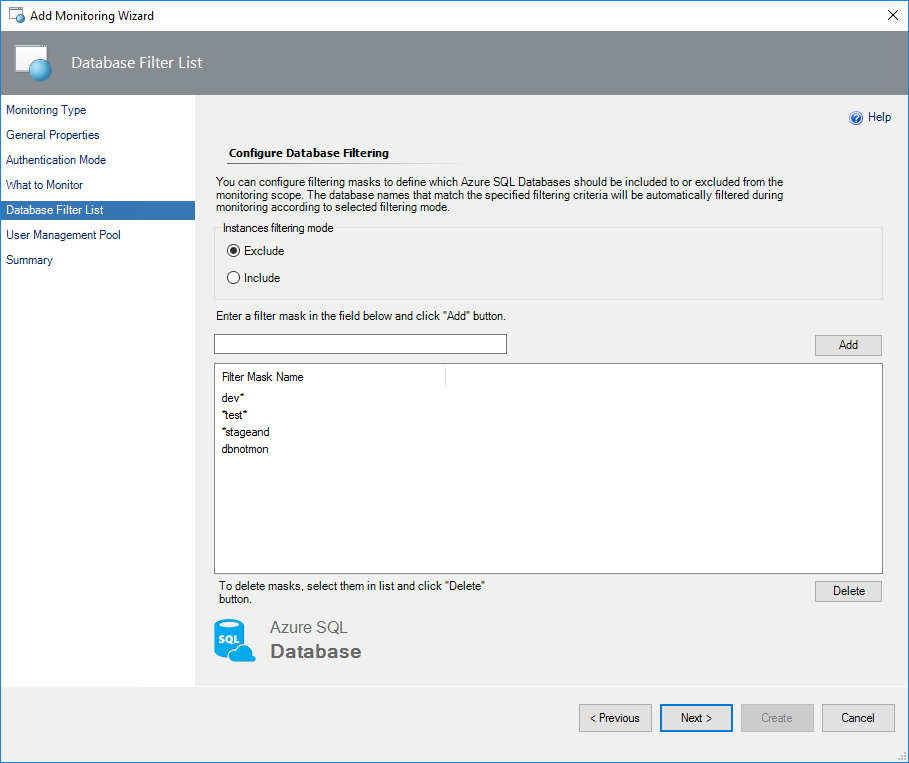 Add Monitoring Wizard
Database Filter List
Monitoring Type
General Properties
Authentication Mode
What to Monitor
Database Filter List
User Management Pool
Summary
Help
Configure Database Filtering
You can configure filtering masks to define which Azure SQL Databases should be included to or excluded from the
monitoring scope. The database names that match the specified filtering criteria will be automatically filtered during
monitoring according to selected filtering mode.
Instances filtering mode
Exclude
Include
Enter a filter mask in the field below and click "Add" button.
Add
Filter Mask Name
dev*
*test*
*stageand
dbnotmon
To delete masks, select them in list and click "Delete"
button.
Delete
SQL
Azure SQL
Database
< Previous
Next >
Create
Cancel